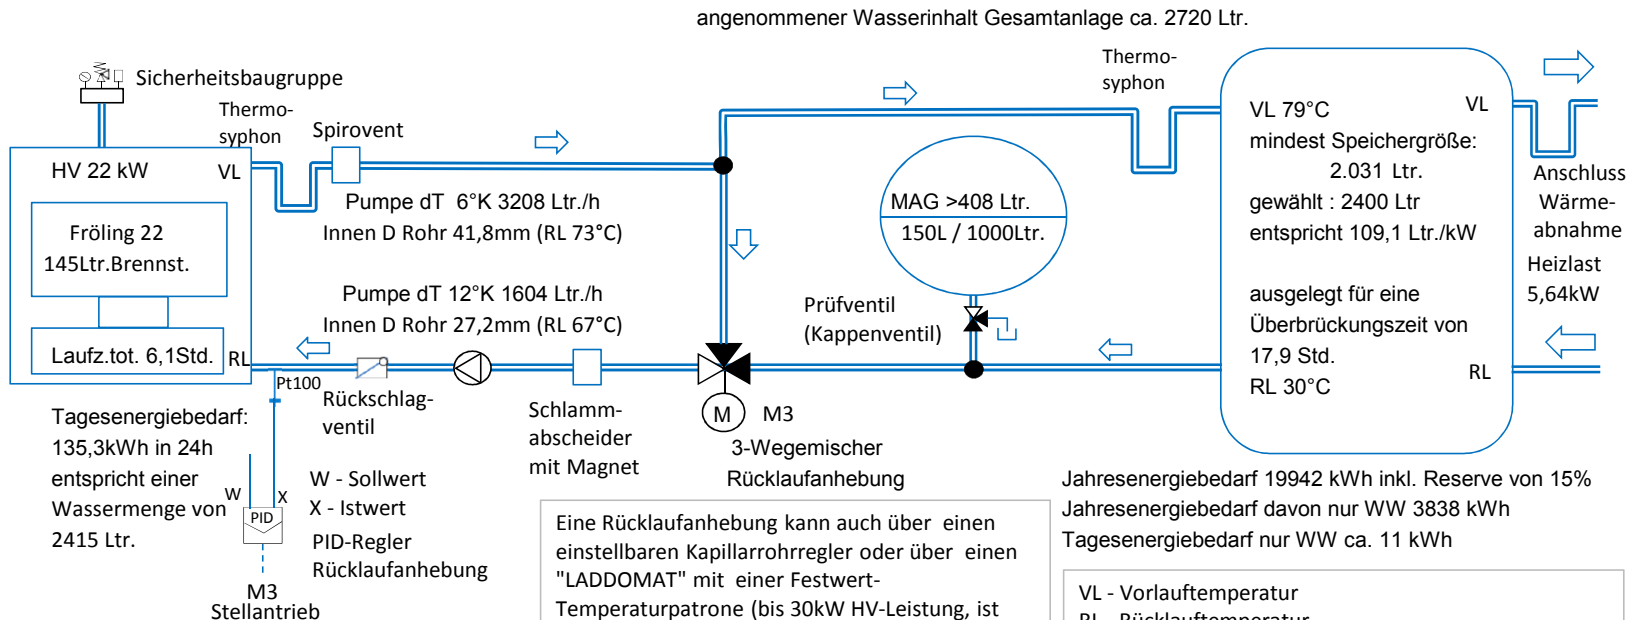 angenommener Wasserinhalt Gesamtanlage ca. 2720 Ltr.
Sicherheitsbaugruppe
Thermo-
syphon
Spirovent
HV 22 kW
VL
Fröling 22
145Ltr.Brennst.
Laufz.tot. 6,1Std.
RL
Pumpe dT 6°K 3208 Ltr./h
Innen D Rohr 41,8mm (RL 73°C)
Pumpe dT 12°K 1604 Ltr./h
Innen D Rohr 27,2mm (RL 67°C)
Pt100
Rückschlag-
ventil
Schlamm-
abscheider
mit Magnet
M
M3
3-Wegemischer
Rücklaufanhebung
MAG >408 Ltr.
150L / 1000Ltr.
Prüfventil
(Kappenventil)
Thermo-
syphon
VL 79°C
VL
mindest Speichergröße:
2.031 Ltr.
gewählt : 2400 Ltr
entspricht 109,1 Ltr./kW
ausgelegt für eine
Überbrückungszeit von
17,9 Std.
RL 30°C
RL
Anschluss
Wärme-
abnahme
Heizlast
5,64kW
Tagesenergiebedarf:
135,3kWh in 24h
entspricht einer
Wassermenge von
2415 Ltr.
W
X
PID
M3
Stellantrieb
W - Sollwert
X - Istwert
PID-Regler
Rücklaufanhebung
Eine Rücklaufanhebung kann auch über einen
einstellbaren Kapillarrohrregler oder über einen
"LADDOMAT" mit einer Festwert-
Temperaturpatrone (bis 30kW HV-Leistung, ist
Jahresenergiebedarf 19942 kWh inkl. Reserve von 15%
Jahresenergiebedarf davon nur WW 3838 kWh
Tagesenergiebedarf nur WW ca. 11 kWh
VL - Vorlauftemperatur
RL - Rücklauftemperatur